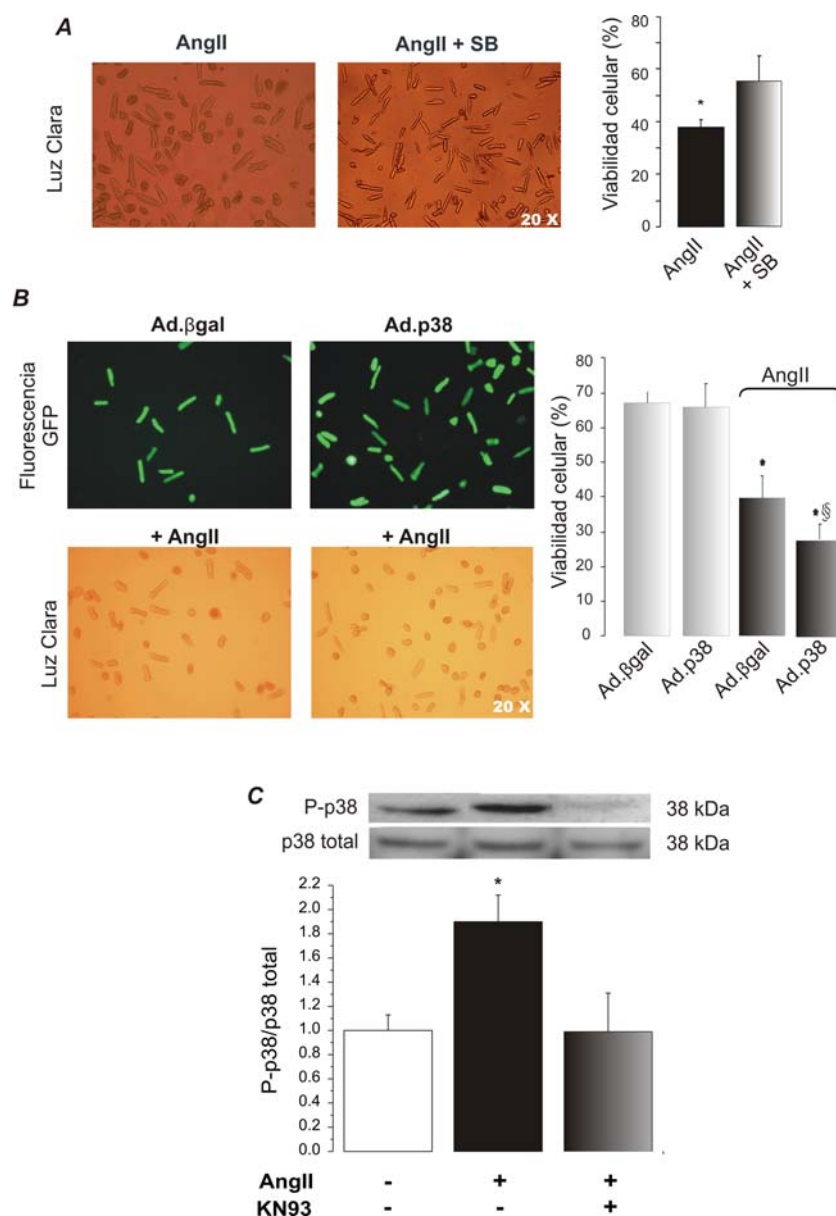 A
AngII
AngII + SB
Luz Clara
20 X
Viabilidad celular (%)
80
60
40
20
0
*
AngII
AngII + SB
B
Ad.βgal
Ad.p38
Fluorescencia GFP
+ AngII
+ AngII
Luz Clara
20 X
Viabilidad celular (%)
80
70
60
50
40
30
20
10
0
AngII
*
*§
Ad.βgal
Ad.p38
Ad.βgal
Ad.p38
C
P-p38
38 kDa
p38 total
38 kDa
P-p38/p38 total
2.2
2.0
1.8
1.6
1.4
1.2
1.0
0.8
0.6
0.4
0.2
0.0
*
AngII - + +
KN93 - - +